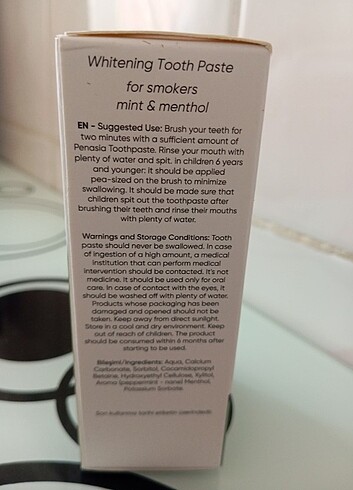 Whitening Tooth Paste
for smokers
mint & menthol
EN - Suggested Use: Brush your teeth for
two minutes with a sufficient amount of
Penasia Toothpaste. Rinse your mouth with
plenty of water and spit. in children 6 years
and younger: it should be applied
pea-sized on the brush to minimize
swallowing. It should be made sure that
children spit out the toothpaste after
brushing their teeth and rinse their mouths
with plenty of water.
Warnings and Storage Conditions: Tooth
paste should never be swallowed. In case
of ingestion of a high amount, a medical
institution that can perform medical
intervention should be contacted. It's not
medicine. It should be used only for oral
care. In case of contact with the eyes, it
should be washed off with plenty of water.
Products whose packaging has been
damaged and opened should not be
taken. Keep away from direct sunlight.
Store in a cool and dry environment. Keep
out of reach of children. The product
should be consumed within 6 months after
starting to be used.
Bileşimi/Ingredients: Aqua, Calcium
Carbonate, Sorbitol, Cocamidopropyl
Betaine, Hydroxyethyl Cellulose, Xylitol,
Aroma (peppermint - nane) Menthol,
Potassium Sorbate.
Son kullanma tarihi